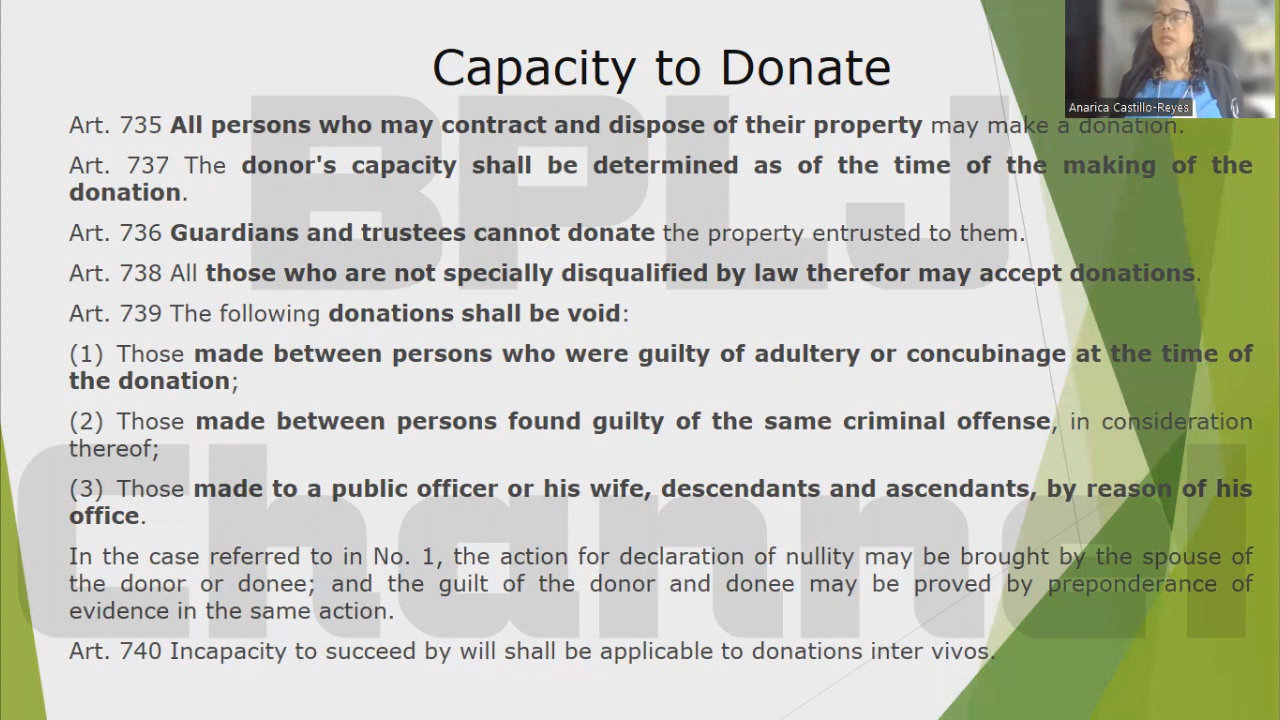 Capacity to Donate
Anarica Castillo-Reyes
Art. 735 All persons who may contract and dispose of their property may make a donation.
Art. 737 The donor's capacity shall be determined as of the time of the making of the
donation.
Art. 736 Guardians and trustees cannot donate the property entrusted to them.
Art. 738 All those who are not specially disqualified by law therefor may accept donations.
Art. 739 The following donations shall be void:
(1) Those made between persons who were guilty of adultery or concubinage at the time of
the donation;
(2) Those made between persons found guilty of the same criminal offense, in consideration
thereof;
(3) Those made to a public officer or his wife, descendants and ascendants, by reason of his
office.
In the case referred to in No. 1, the action for declaration of nullity may be brought by the spouse of
the donor or donee; and the guilt of the donor and donee may be proved by preponderance of
evidence in the same action.
Art. 740 Incapacity to succeed by will shall be applicable to donations inter vivos.
BPLJ
Channel